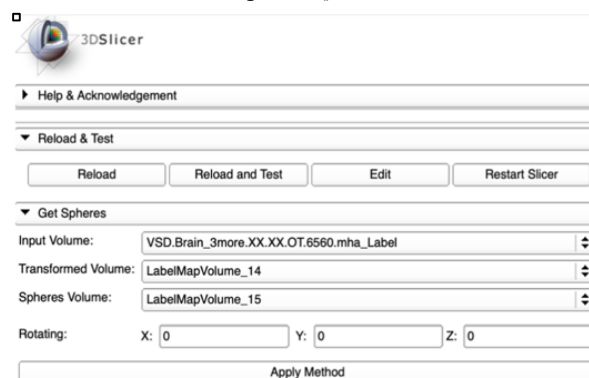 3DSlicer
Help & Acknowledgement
Reload & Test
Reload Reload and Test Edit Restart Slicer
Get Spheres
Input Volume: VSD.Brain_3more.XX.XX.OT.6560.mha_Label
Transformed Volume: LabelMapVolume_14
Spheres Volume: LabelMapVolume_15
Rotating: X: 0 Y: 0 Z: 0
Apply Method